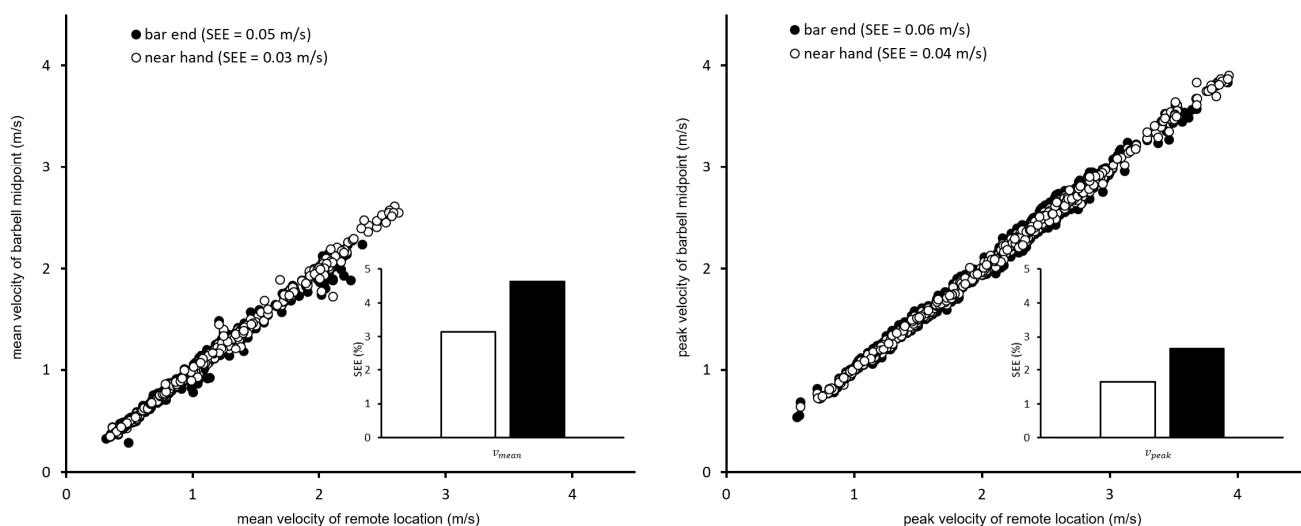 bar end (SEE = 0.05 m/s)
near hand (SEE = 0.03 m/s)
mean velocity of barbell midpoint (m/s)
4
3
2
1
0
0
1
2
3
4
mean velocity of remote location (m/s)
SEE (%)
5
4
3
2
1
0
vmean
bar end (SEE = 0.06 m/s)
near hand (SEE = 0.04 m/s)
peak velocity of barbell midpoint (m/s)
4
3
2
1
0
0
1
2
3
4
peak velocity of remote location (m/s)
SEE (%)
5
4
3
2
1
0
vpeak